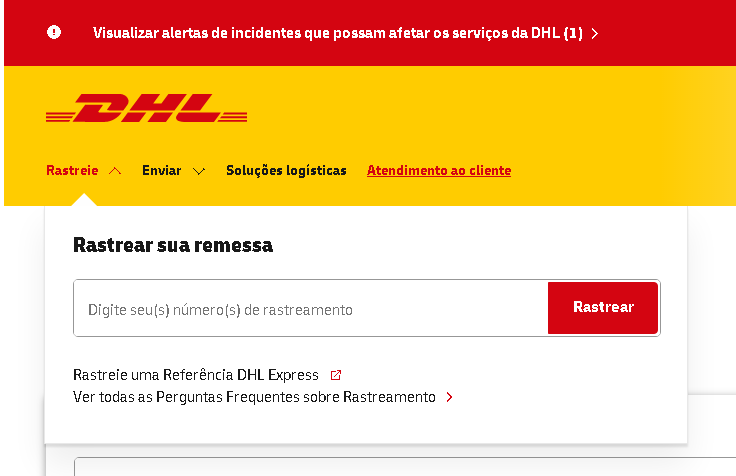 Visualizar alertas de incidentes que possam afetar os serviços da DHL (1)
DHL
Rastreie Enviar Soluções logísticas Atendimento ao cliente
Rastrear sua remessa
Digite seu(s) número(s) de rastreamento Rastrear
Rastreie uma Referência DHL Express
Ver todas as Perguntas Frequentes sobre Rastreamento